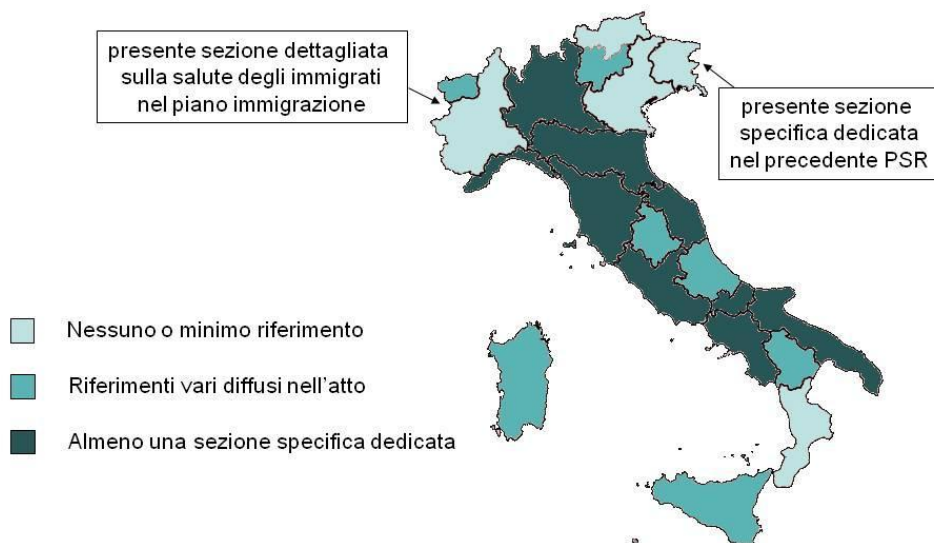 presente sezione dettagliata
sulla salute degli immigrati
nel piano immigrazione
presente sezione
specifica dedicata
nel precedente PSR
Nessuno o minimo riferimento
Riferimenti vari diffusi nell'atto
Almeno una sezione specifica dedicata